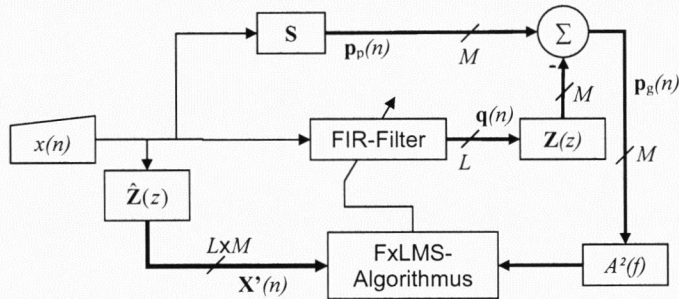 S
p_p(n)
M
Σ
-
M
p_g(n)
x(n)
FIR-Filter
q(n)
L
Z(z)
M
Ẑ(z)
LxM
X'(n)
FxLMS-
Algorithmus
A²(f)